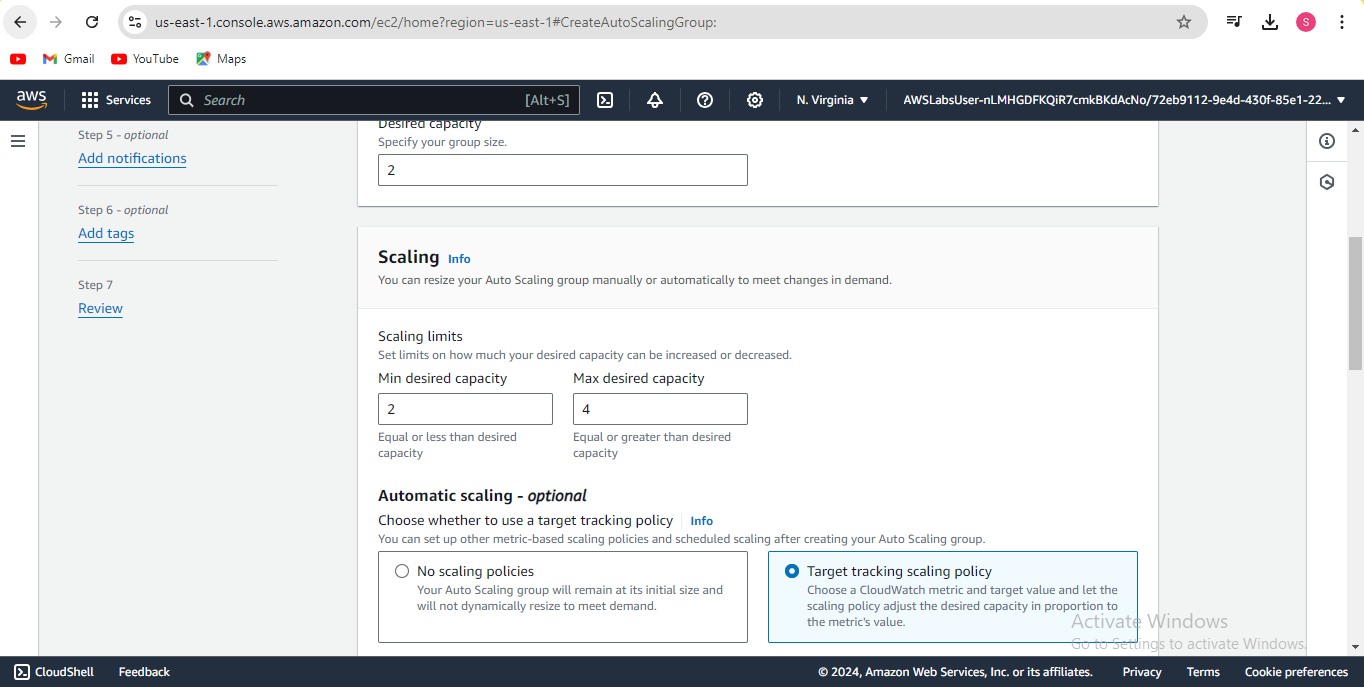 us-east-1.console.aws.amazon.com/ec2/home?region=us-east-1#CreateAutoScalingGroup:
S
Gmail
YouTube
Maps
aws
Services
Search
[Alt+S]
N. Virginia
AWSLabsUser-nLMHGDFKQiR7cmkBKdAcNo/72eb9112-9e4d-430f-85e1-22...
Step 5 - optional
Add notifications
Step 6 - optional
Add tags
Step 7
Review
Desired capacity
Specify your group size.
2
Scaling Info
You can resize your Auto Scaling group manually or automatically to meet changes in demand.
Scaling limits
Set limits on how much your desired capacity can be increased or decreased.
Min desired capacity
2
Equal or less than desired
capacity
Max desired capacity
4
Equal or greater than desired
capacity
Automatic scaling - optional
Choose whether to use a target tracking policy Info
You can set up other metric-based scaling policies and scheduled scaling after creating your Auto Scaling group.
No scaling policies
Your Auto Scaling group will remain at its initial size and
will not dynamically resize to meet demand.
Target tracking scaling policy
Choose a CloudWatch metric and target value and let the
scaling policy adjust the desired capacity in proportion to
the metric's value.
Activate Windows
Go to Settings to activate Windows.
CloudShell
Feedback
© 2024, Amazon Web Services, Inc. or its affiliates.
Privacy
Terms
Cookie preferences